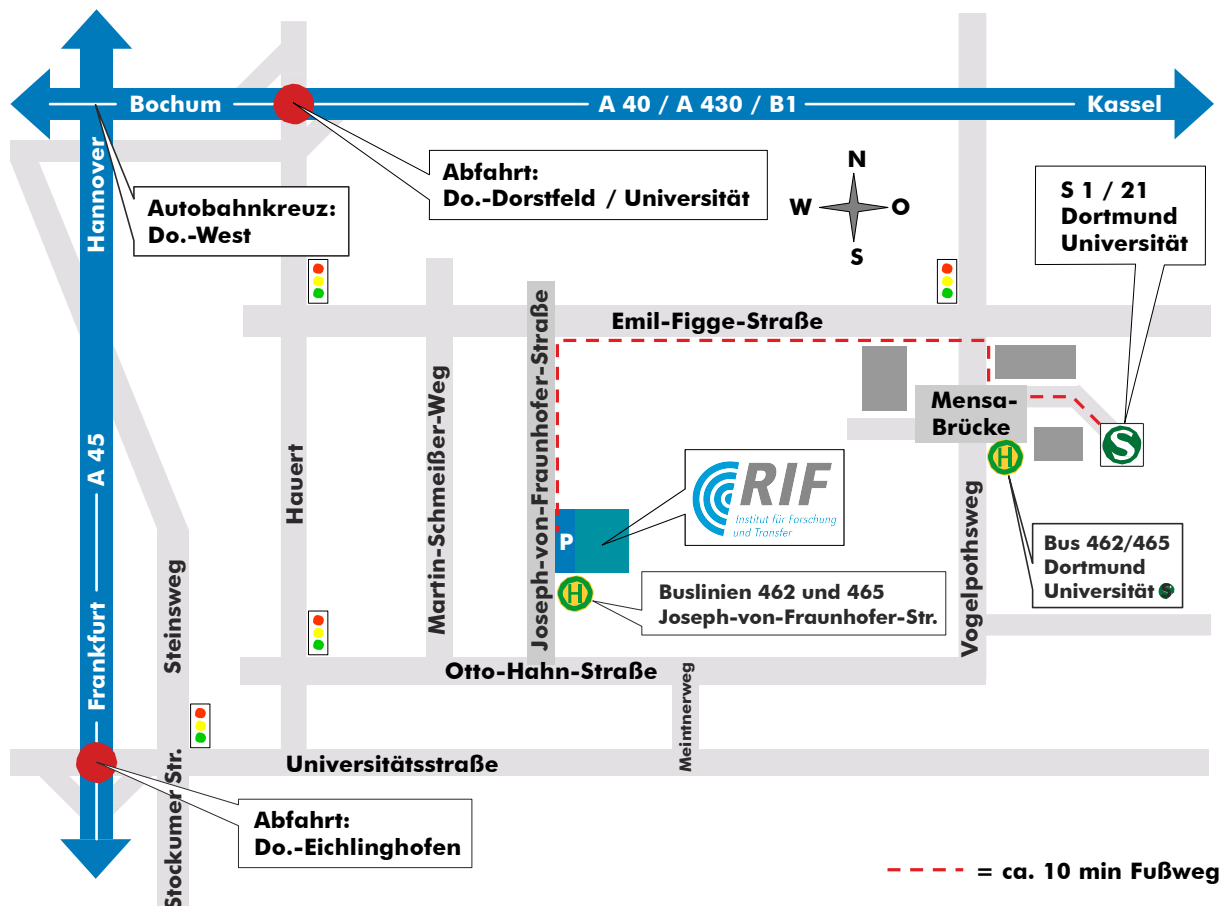 Bochum
A 40 / A 430 / B1
Kassel
Hannover
A 45
Frankfurt
Abfahrt:
Do.-Dorstfeld / Universität
Autobahnkreuz:
Do.-West
N
W
O
S
S 1 / 21
Dortmund
Universität
Emil-Figge-Straße
Hauert
Martin-Schmeißer-Weg
Joseph-von-Fraunhofer-Straße
Mensa-
Brücke
S
H
RIF
Institut für Forschung
und Transfer
P
Vogelpothsweg
Bus 462/465
Dortmund
Universität S
H
Buslinien 462 und 465
Joseph-von-Fraunhofer-Str.
Steinsweg
Otto-Hahn-Straße
Meintnerweg
Universitätsstraße
Stockumer Str.
Abfahrt:
Do.-Eichlinghofen
= ca. 10 min Fußweg